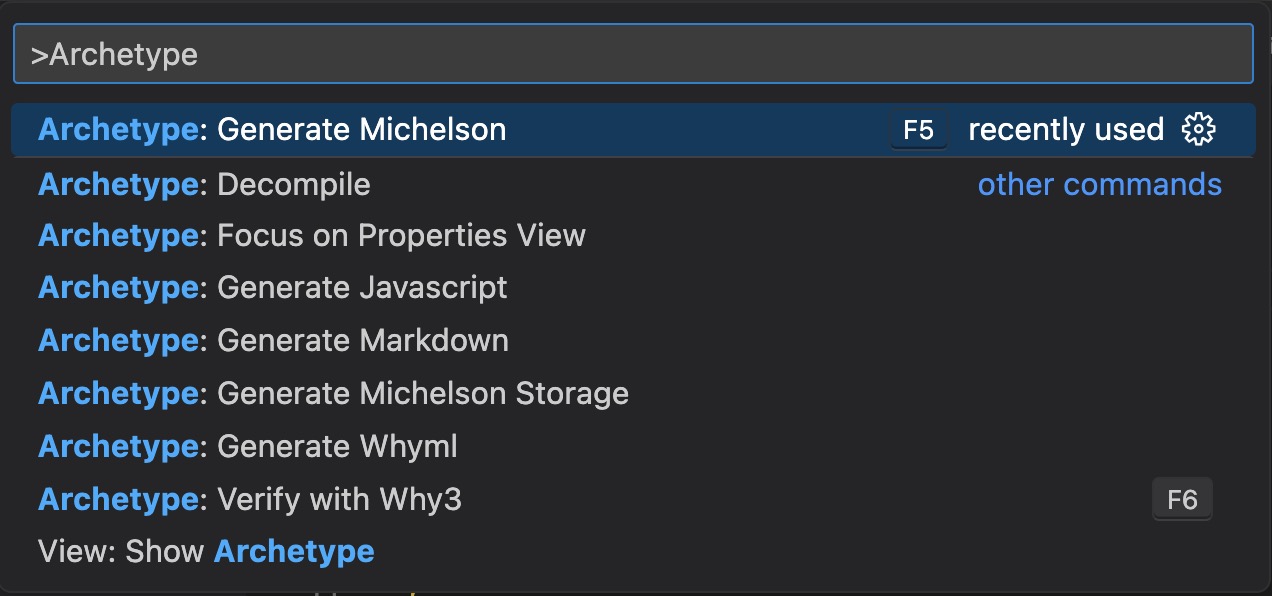 >Archetype
Archetype: Generate Michelson F5 recently used
Archetype: Decompile other commands
Archetype: Focus on Properties View
Archetype: Generate Javascript
Archetype: Generate Markdown
Archetype: Generate Michelson Storage
Archetype: Generate Whyml
Archetype: Verify with Why3 F6
View: Show Archetype